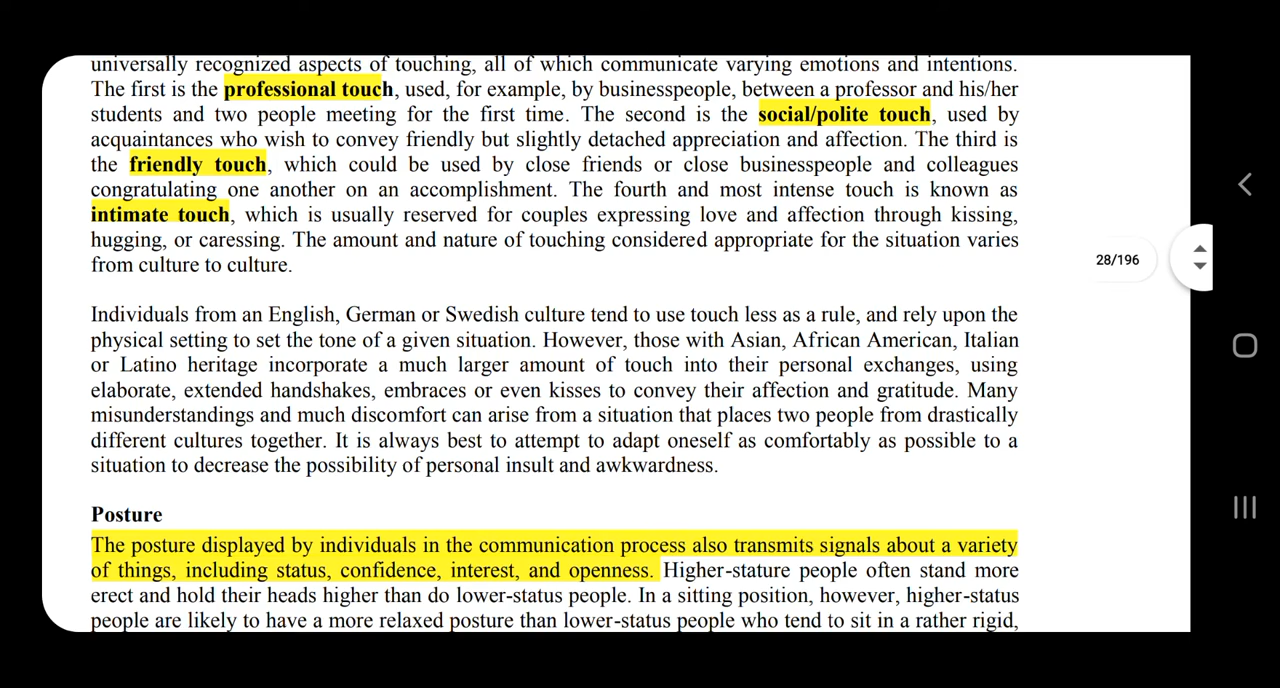 universally recognized aspects of touching, all of which communicate varying emotions and intentions.
The first is the professional touch, used, for example, by businesspeople, between a professor and his/her
students and two people meeting for the first time. The second is the social/polite touch, used by
acquaintances who wish to convey friendly but slightly detached appreciation and affection. The third is
the friendly touch, which could be used by close friends or close businesspeople and colleagues
congratulating one another on an accomplishment. The fourth and most intense touch is known as
intimate touch, which is usually reserved for couples expressing love and affection through kissing,
hugging, or caressing. The amount and nature of touching considered appropriate for the situation varies
from culture to culture.
28/196
Individuals from an English, German or Swedish culture tend to use touch less as a rule, and rely upon the
physical setting to set the tone of a given situation. However, those with Asian, African American, Italian
or Latino heritage incorporate a much larger amount of touch into their personal exchanges, using
elaborate, extended handshakes, embraces or even kisses to convey their affection and gratitude. Many
misunderstandings and much discomfort can arise from a situation that places two people from drastically
different cultures together. It is always best to attempt to adapt oneself as comfortably as possible to a
situation to decrease the possibility of personal insult and awkwardness.
Posture
The posture displayed by individuals in the communication process also transmits signals about a variety
of things, including status, confidence, interest, and openness. Higher-stature people often stand more
erect and hold their heads higher than do lower-status people. In a sitting position, however, higher-status
people are likely to have a more relaxed posture than lower-status people who tend to sit in a rather rigid,